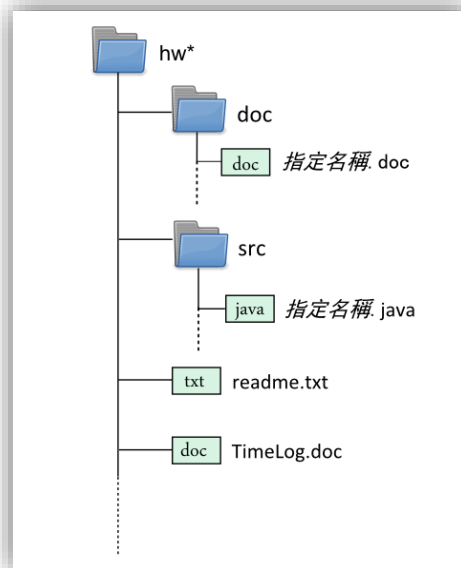 hw*
doc
doc 指定名稱. doc
src
java 指定名稱. java
txt readme.txt
doc TimeLog.doc